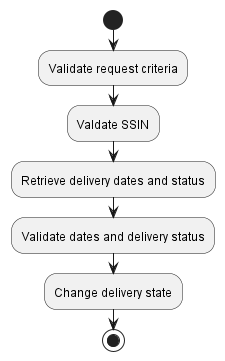 Validate request criteria
Valdate SSIN
Retrieve delivery dates and status
Validate dates and delivery status
Change delivery state